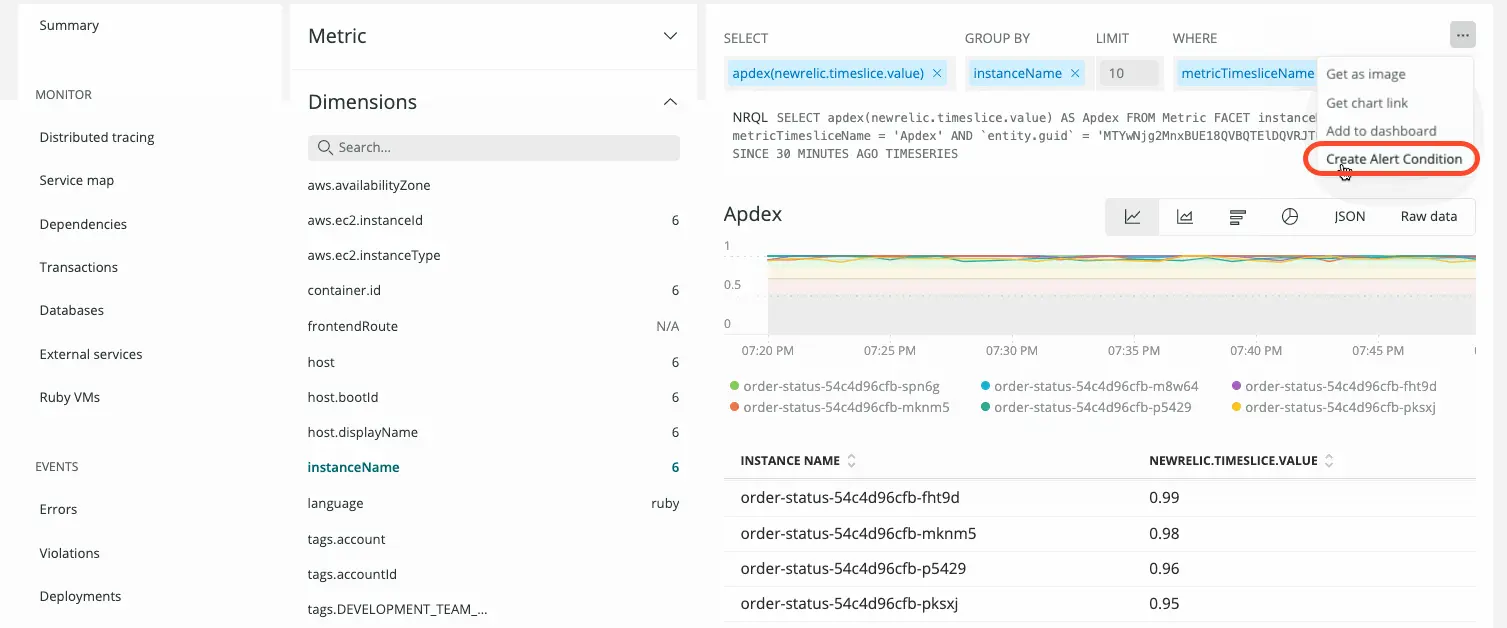 Summary
MONITOR
Distributed tracing
Service map
Dependencies
Transactions
Databases
External services
Ruby VMs
EVENTS
Errors
Violations
Deployments
Metric
Dimensions
Search...
aws.availabilityZone
aws.ec2.instanceId 6
aws.ec2.instanceType
container.id 6
frontendRoute N/A
host 6
host.bootId 6
host.displayName 6
instanceName 6
language ruby
tags.account
tags.accountId
tags.DEVELOPMENT_TEAM_...
SELECT GROUP BY LIMIT WHERE
apdex(newrelic.timeslice.value) × instanceName × 10 metricTimesliceName
...
Get as image
Get chart link
Add to dashboard
Create Alert Condition
NRQL SELECT apdex(newrelic.timeslice.value) AS Apdex FROM Metric FACET instance
metricTimesliceName = 'Apdex' AND `entity.guid` =
SINCE 30 MINUTES AGO TIMESERIES
Apdex
JSON Raw data
1
0.5
0
07:20 PM 07:25 PM 07:30 PM 07:35 PM 07:40 PM 07:45 PM
order-status-54c4d96cfb-spn6g order-status-54c4d96cfb-m8w64 order-status-54c4d96cfb-fht9d
order-status-54c4d96cfb-mknm5 order-status-54c4d96cfb-p5429 order-status-54c4d96cfb-pksxj
INSTANCE NAME NEWRELIC.TIMESLICE.VALUE
order-status-54c4d96cfb-fht9d 0.99
order-status-54c4d96cfb-mknm5 0.98
order-status-54c4d96cfb-p5429 0.96
order-status-54c4d96cfb-pksxj 0.95